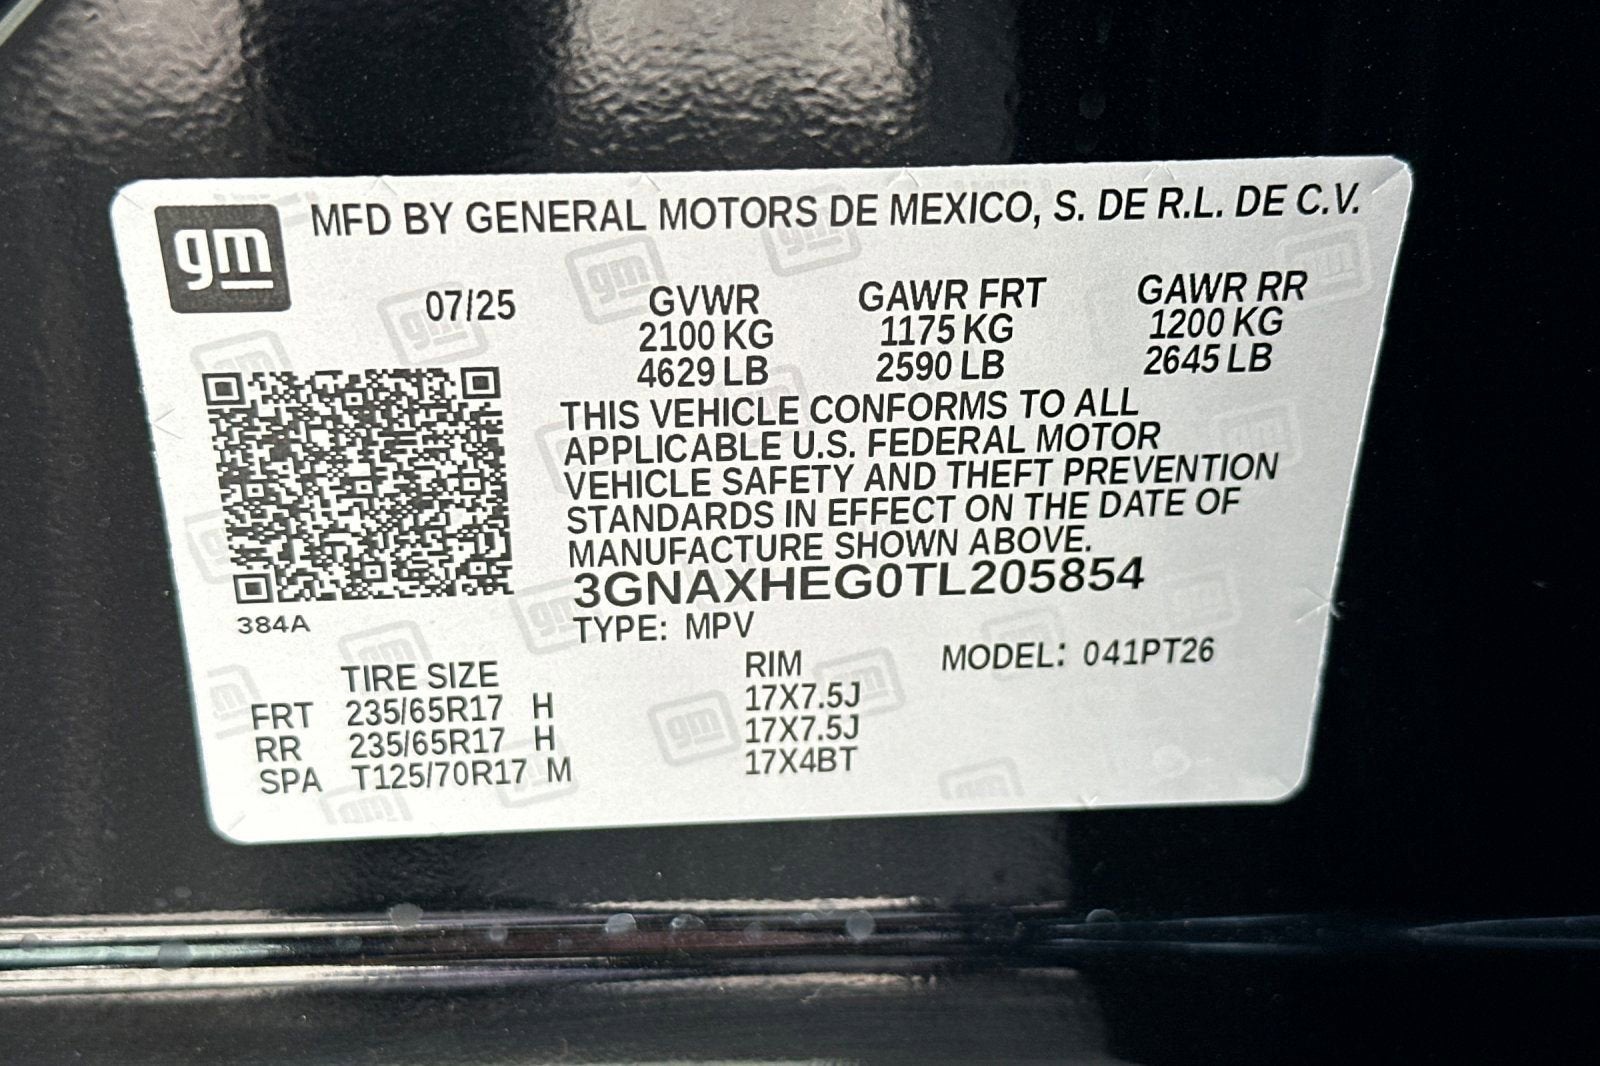 gm
MFD BY GENERAL MOTORS DE MEXICO, S. DE R.L. DE C.V.
07/25 GVWR GAWR FRT GAWR RR
2100 KG 1175 KG 1200 KG
4629 LB 2590 LB 2645 LB
THIS VEHICLE CONFORMS TO ALL
APPLICABLE U.S. FEDERAL MOTOR
VEHICLE SAFETY AND THEFT PREVENTION
STANDARDS IN EFFECT ON THE DATE OF
MANUFACTURE SHOWN ABOVE.
3GNAXHEG0TL205854
384A
TYPE: MPV
MODEL: 041PT26
TIRE SIZE RIM
FRT 235/65R17 H 17X7.5J
RR 235/65R17 H 17X7.5J
SPA T125/70R17 M 17X4BT